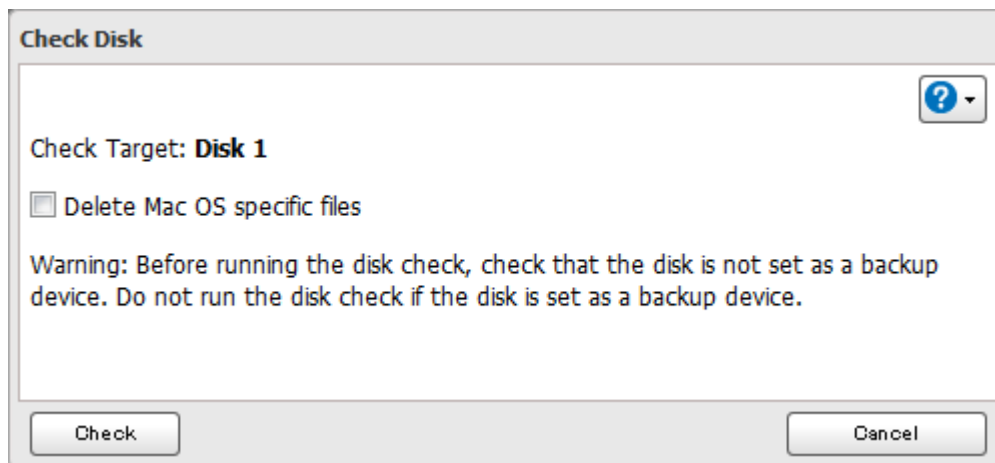 Check Disk
?
Check Target: Disk 1
Delete Mac OS specific files
Warning: Before running the disk check, check that the disk is not set as a backup
device. Do not run the disk check if the disk is set as a backup device.
Check
Cancel